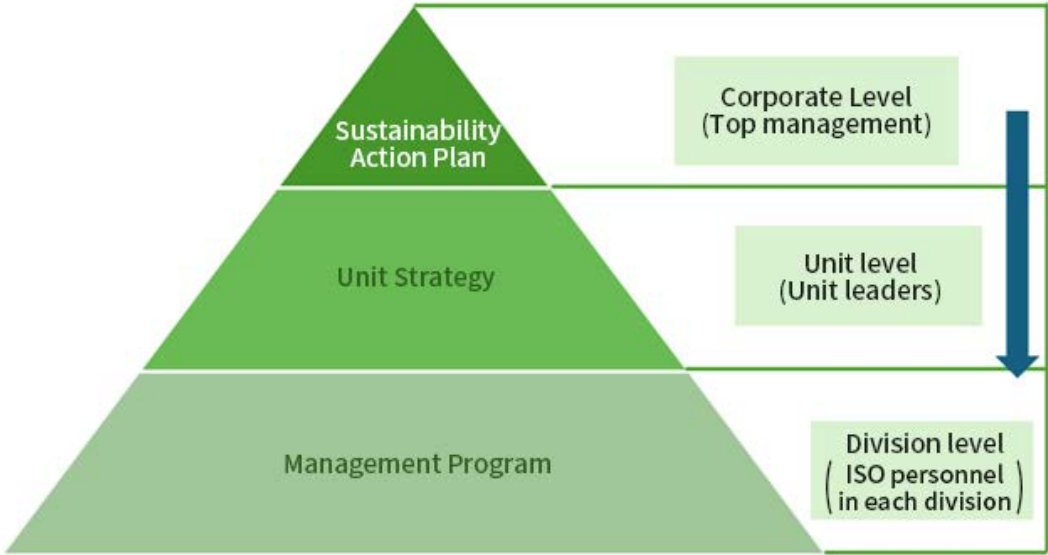 Sustainability
Action Plan
Corporate Level
(Top management)
Unit Strategy
Unit level
(Unit leaders)
Management Program
Division level
(ISO personnel
in each division)